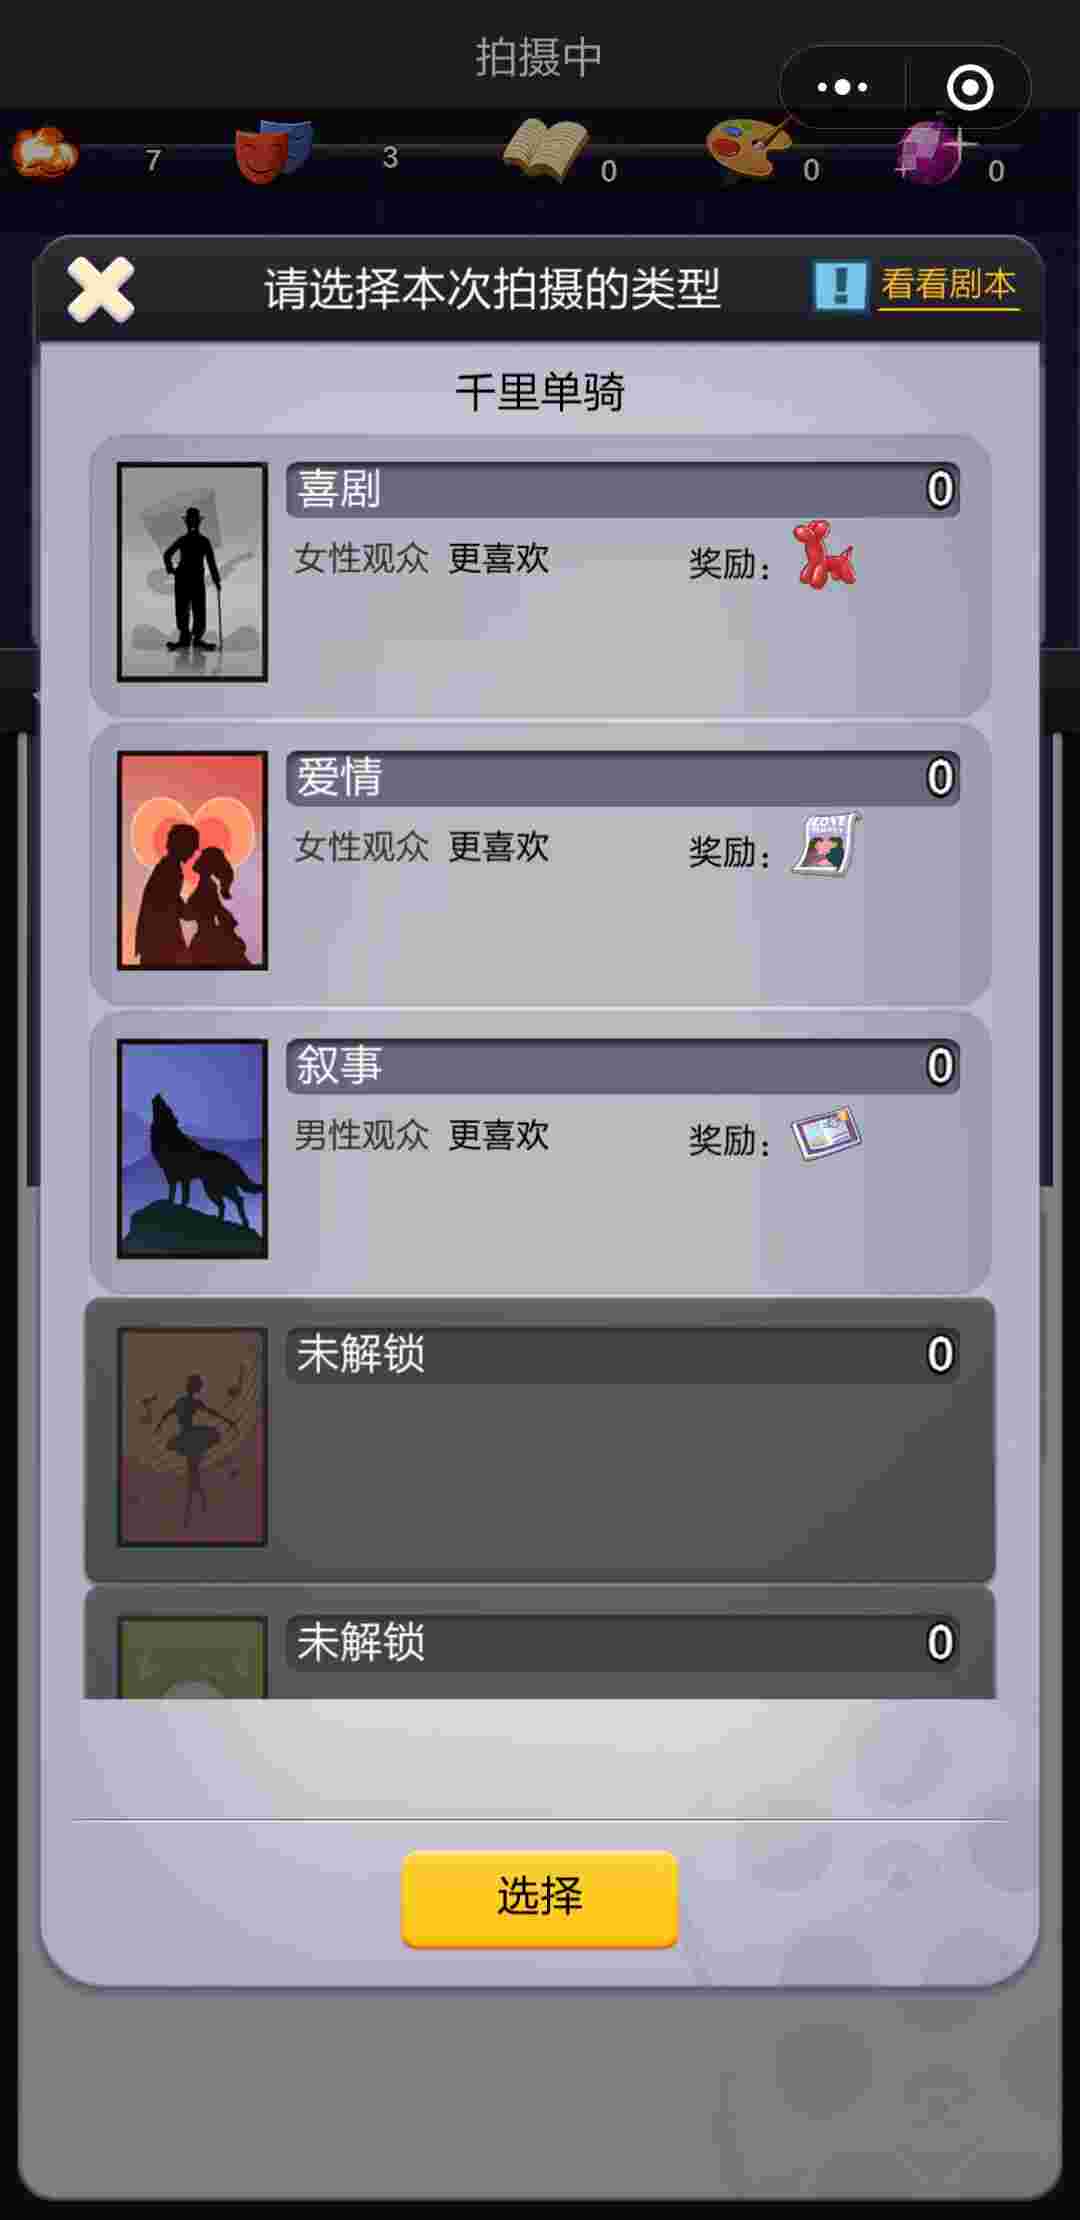 拍摄中
7 3 0 0 0
请选择本次拍摄的类型 看看剧本
千里单骑
喜剧 0
女性观众 更喜欢 奖励：
爱情 0
女性观众 更喜欢 奖励：
LOVE
叙事 0
男性观众 更喜欢 奖励：
未解锁 0
未解锁 0
选择